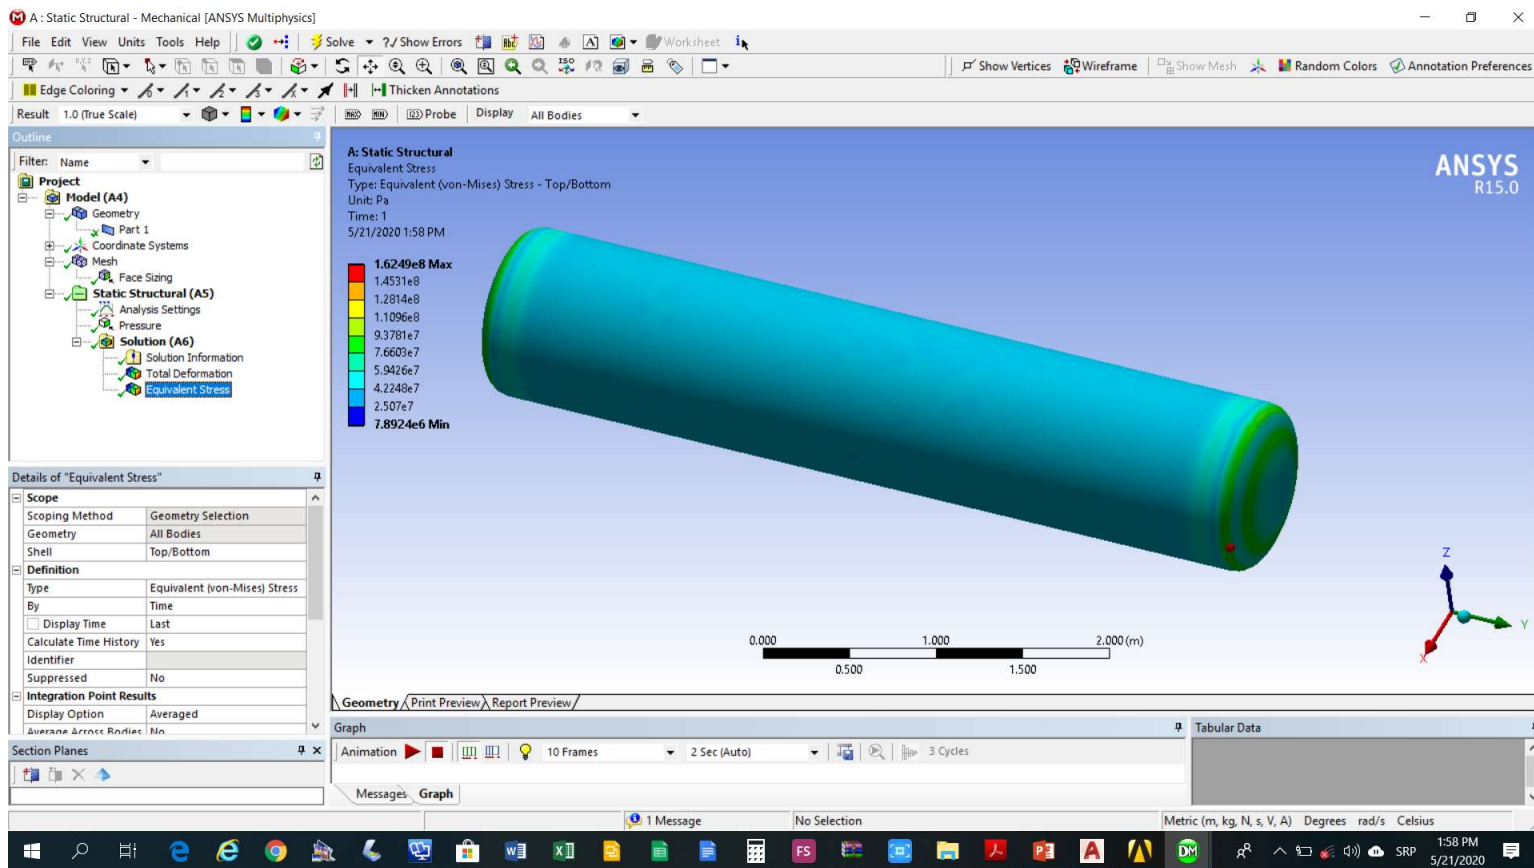 A : Static Structural - Mechanical [ANSYS Multiphysics]
File Edit View Units Tools Help Solve ?/ Show Errors Worksheet
Show Vertices Wireframe Show Mesh Random Colors Annotation Preferences
Edge Coloring Thicken Annotations
Result 1.0 (True Scale) MAX MIN 123 Probe Display All Bodies
Outline
Filter: Name
Project
Model (A4)
Geometry
Part 1
Coordinate Systems
Mesh
Face Sizing
Static Structural (A5)
Analysis Settings
Pressure
Solution (A6)
Solution Information
Total Deformation
Equivalent Stress
A: Static Structural
Equivalent Stress
Type: Equivalent (von-Mises) Stress - Top/Bottom
Unit: Pa
Time: 1
5/21/2020 1:58 PM
1.6249e8 Max
1.4531e8
1.2814e8
1.1096e8
9.3781e7
7.6603e7
5.9426e7
4.2248e7
2.507e7
7.8924e6 Min
ANSYS
R15.0
Z
Y
X
0.000 1.000 2.000 (m)
0.500 1.500
Geometry Print Preview Report Preview
Details of "Equivalent Stress"
Scope
Scoping Method Geometry Selection
Geometry All Bodies
Shell Top/Bottom
Definition
Type Equivalent (von-Mises) Stress
By Time
Display Time Last
Calculate Time History Yes
Identifier
Suppressed No
Integration Point Results
Display Option Averaged
Average Across Bodies No
Section Planes
Graph
Animation 10 Frames 2 Sec (Auto) 3 Cycles
Messages Graph
Tabular Data
1 Message No Selection Metric (m, kg, N, s, V, A) Degrees rad/s Celsius
FS DM SRP 1:58 PM
5/21/2020